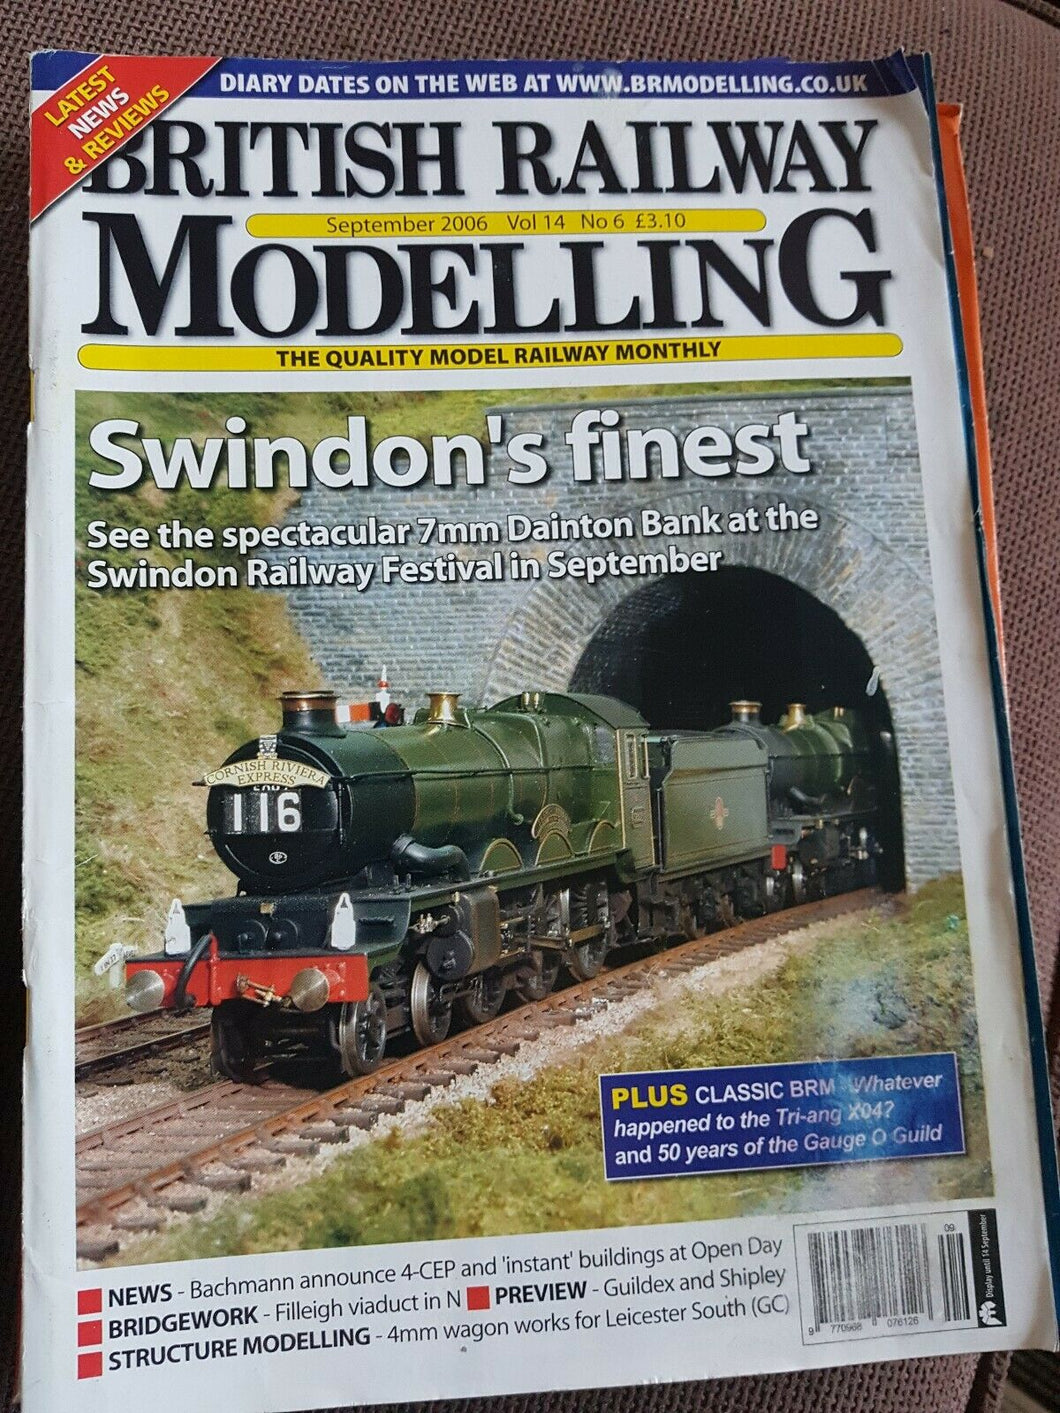 LATEST
NEWS
& REVIEWS
DIARY DATES ON THE WEB AT WWW.BRMODELLING.CO.UK
BRITISH RAILWAY
September 2006 Vol 14 No 6 £3.10
MODELLING
THE QUALITY MODEL RAILWAY MONTHLY
Swindon's finest
See the spectacular 7mm Dainton Bank at the
Swindon Railway Festival in September
CORNISH RIVIERA
EXPRESS
116
PLUS CLASSIC BRM Whatever
happened to the Tri-ang X04?
and 50 years of the Gauge O Guild
NEWS - Bachmann announce 4-CEP and 'instant' buildings at Open Day
BRIDGEWORK - Filleigh viaduct in N PREVIEW - Guildex and Shipley
STRUCTURE MODELLING - 4mm wagon works for Leicester South (GC)
09
9 770968 076126
Display until 14 September